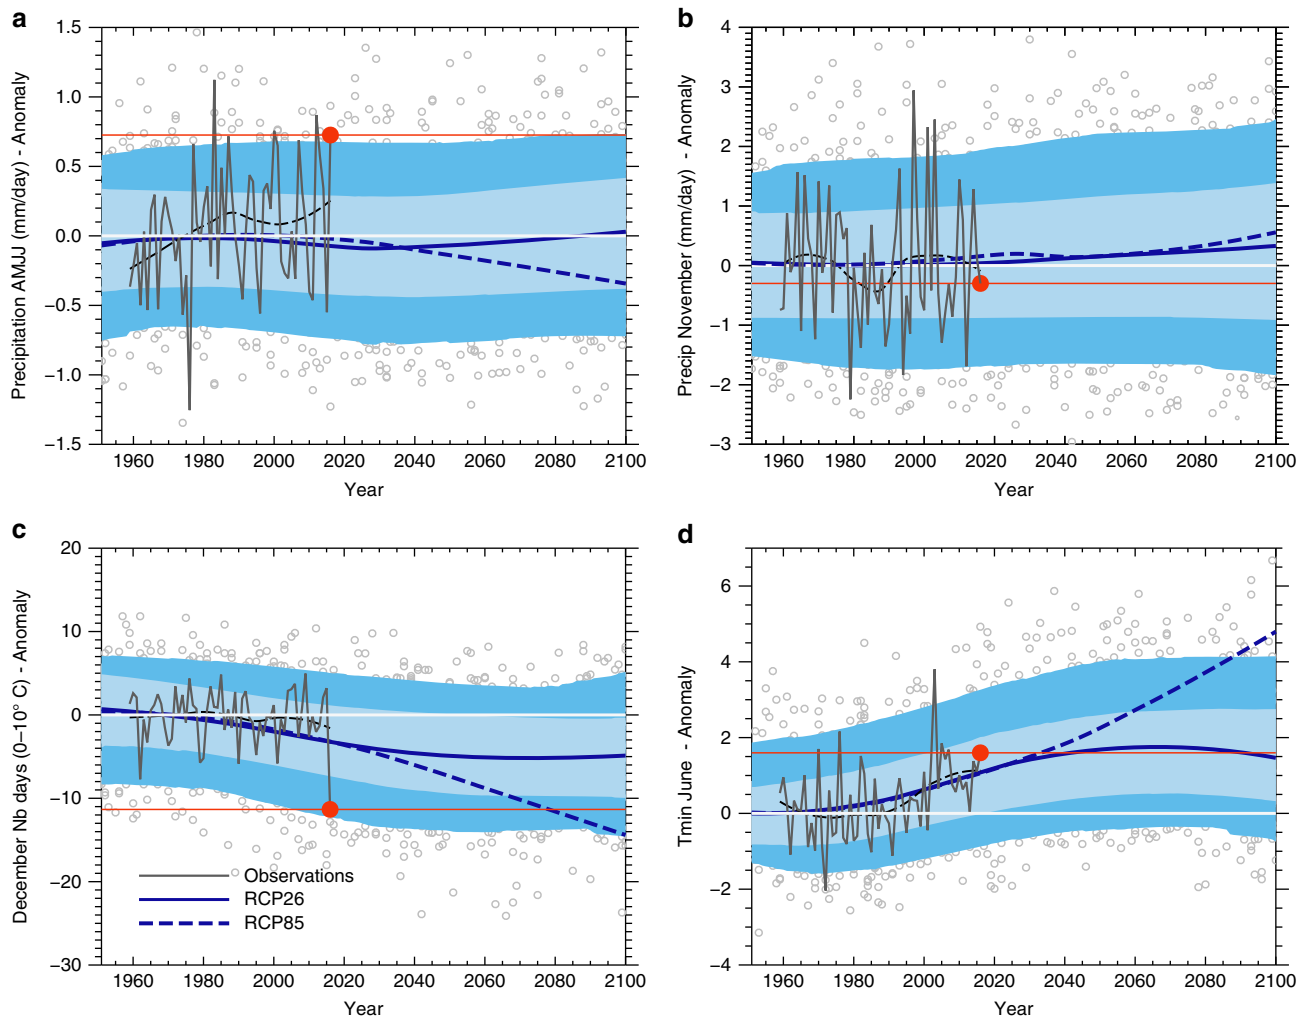 a
1.5
1.0
0.5
0.0
−0.5
−1.0
−1.5
Precipitation AMJJ (mm/day) - Anomaly
1960 1980 2000 2020 2040 2060 2080 2100
Year
b
4
3
2
1
0
−1
−2
−3
Precip November (mm/day) - Anomaly
1960 1980 2000 2020 2040 2060 2080 2100
Year
c
20
10
0
−10
−20
−30
December Nb days (0–10° C) - Anomaly
Observations
RCP26
RCP85
1960 1980 2000 2020 2040 2060 2080 2100
Year
d
6
4
2
0
−2
−4
Tmin June - Anomaly
1960 1980 2000 2020 2040 2060 2080 2100
Year